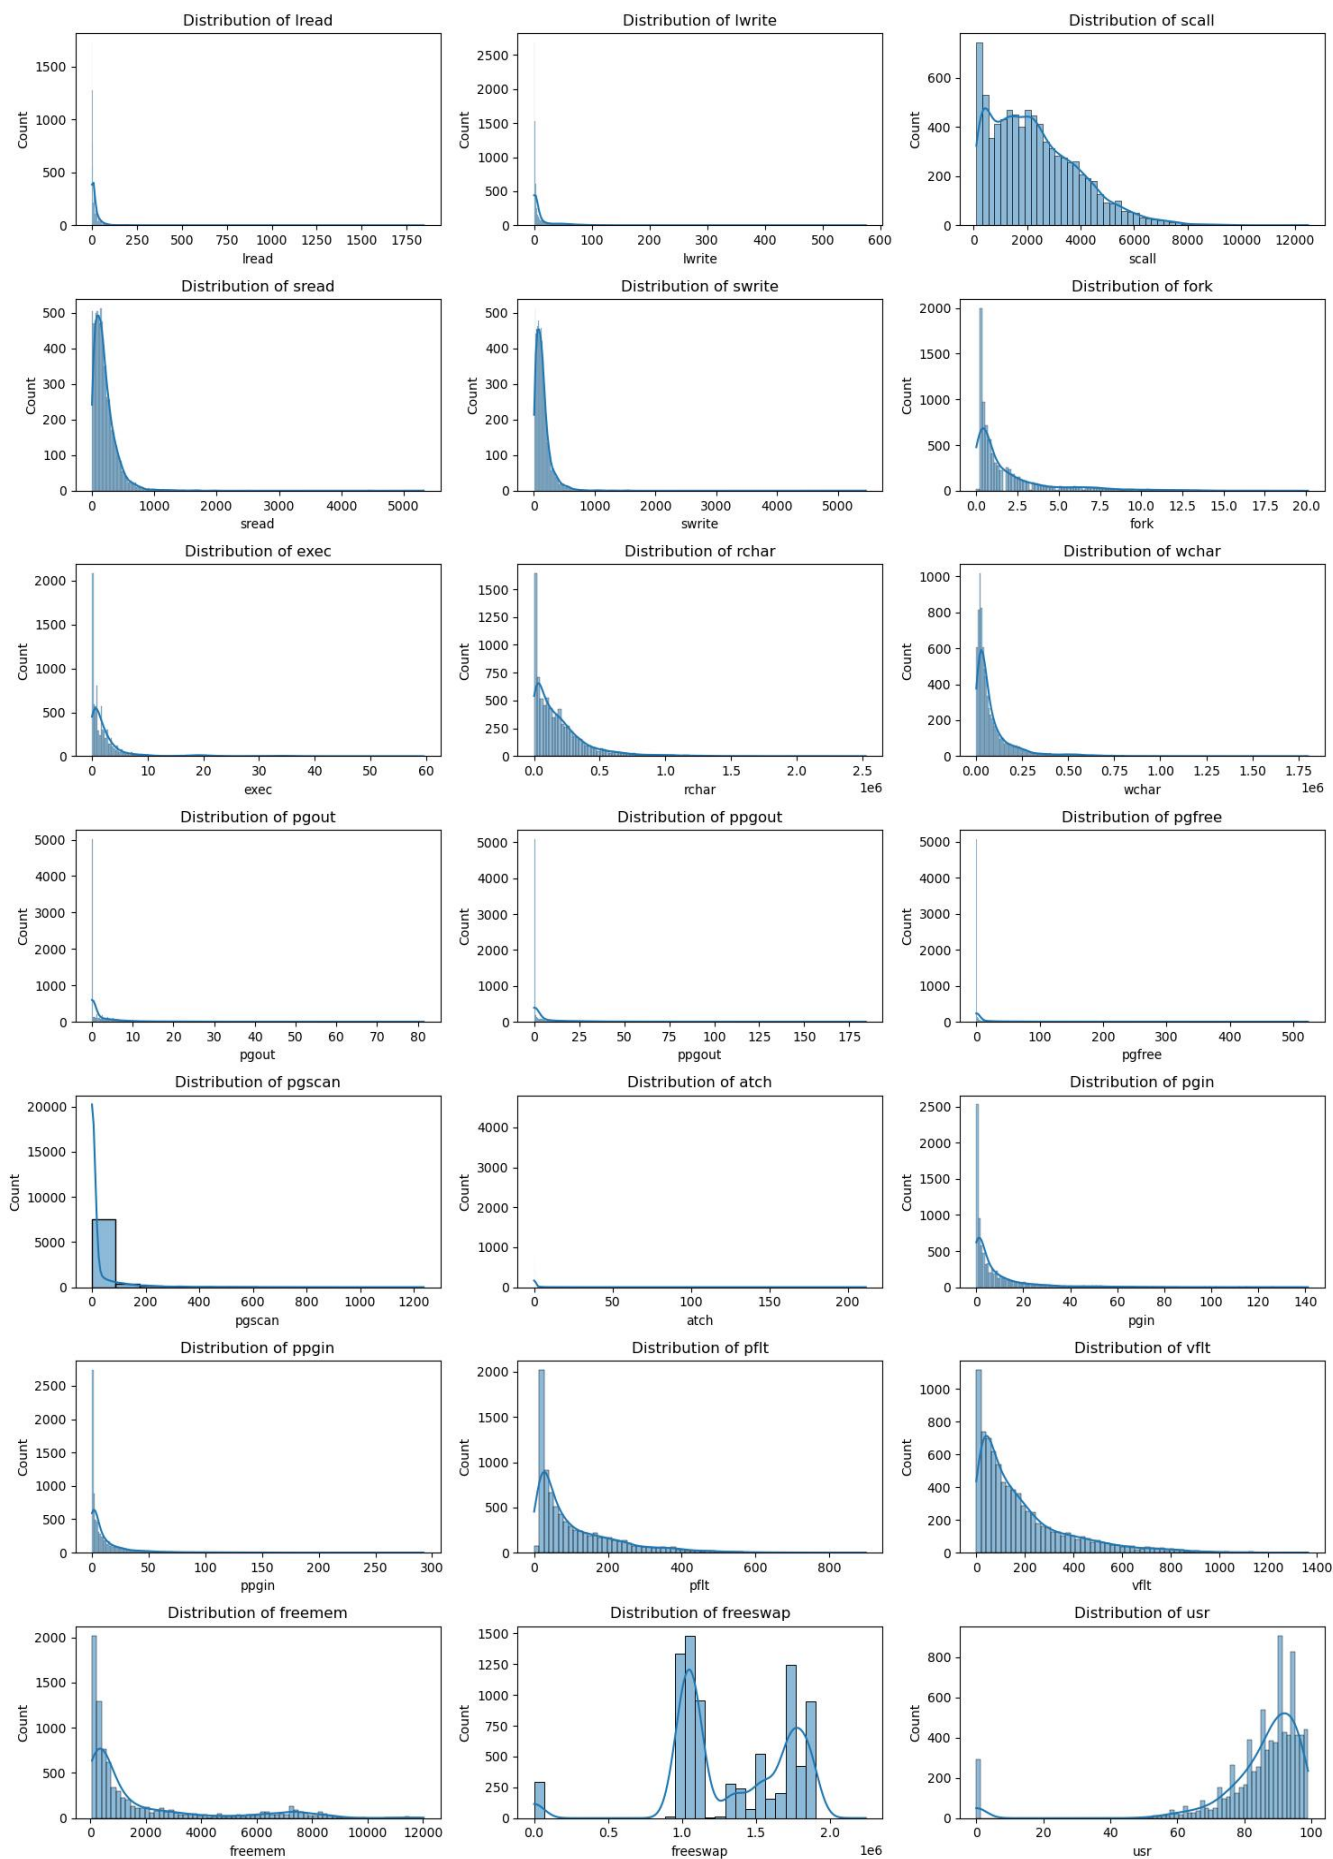 Distribution of lread
Distribution of lwrite
Distribution of scall
Count
0
500
1000
1500
0 250 500 750 1000 1250 1500 1750
lread
Count
0
500
1000
1500
2000
2500
0 100 200 300 400 500 600
lwrite
Count
0
200
400
600
0 2000 4000 6000 8000 10000 12000
scall
Distribution of sread
Distribution of swrite
Distribution of fork
Count
0
100
200
300
400
500
0 1000 2000 3000 4000 5000
sread
Count
0
100
200
300
400
500
0 1000 2000 3000 4000 5000
swrite
Count
0
500
1000
1500
2000
0.0 2.5 5.0 7.5 10.0 12.5 15.0 17.5 20.0
fork
Distribution of exec
Distribution of rchar
Distribution of wchar
Count
0
500
1000
1500
2000
0 10 20 30 40 50 60
exec
Count
0
250
500
750
1000
1250
1500
0.0 0.5 1.0 1.5 2.0 2.5
1e6
rchar
Count
0
200
400
600
800
1000
0.00 0.25 0.50 0.75 1.00 1.25 1.50 1.75
1e6
wchar
Distribution of pgout
Distribution of ppgout
Distribution of pgfree
Count
0
1000
2000
3000
4000
5000
0 10 20 30 40 50 60 70 80
pgout
Count
0
1000
2000
3000
4000
5000
0 25 50 75 100 125 150 175
ppgout
Count
0
1000
2000
3000
4000
5000
0 100 200 300 400 500
pgfree
Distribution of pgscan
Distribution of atch
Distribution of pgin
Count
0
5000
10000
15000
20000
0 200 400 600 800 1000 1200
pgscan
Count
0
1000
2000
3000
4000
0 50 100 150 200
atch
Count
0
500
1000
1500
2000
2500
0 20 40 60 80 100 120 140
pgin
Distribution of ppgin
Distribution of pflt
Distribution of vflt
Count
0
500
1000
1500
2000
2500
0 50 100 150 200 250 300
ppgin
Count
0
500
1000
1500
2000
0 200 400 600 800
pflt
Count
0
200
400
600
800
1000
0 200 400 600 800 1000 1200 1400
vflt
Distribution of freemem
Distribution of freeswap
Distribution of usr
Count
0
500
1000
1500
2000
0 2000 4000 6000 8000 10000 12000
freemem
Count
0
250
500
750
1000
1250
1500
0.0 0.5 1.0 1.5 2.0
1e6
freeswap
Count
0
200
400
600
800
0 20 40 60 80 100
usr